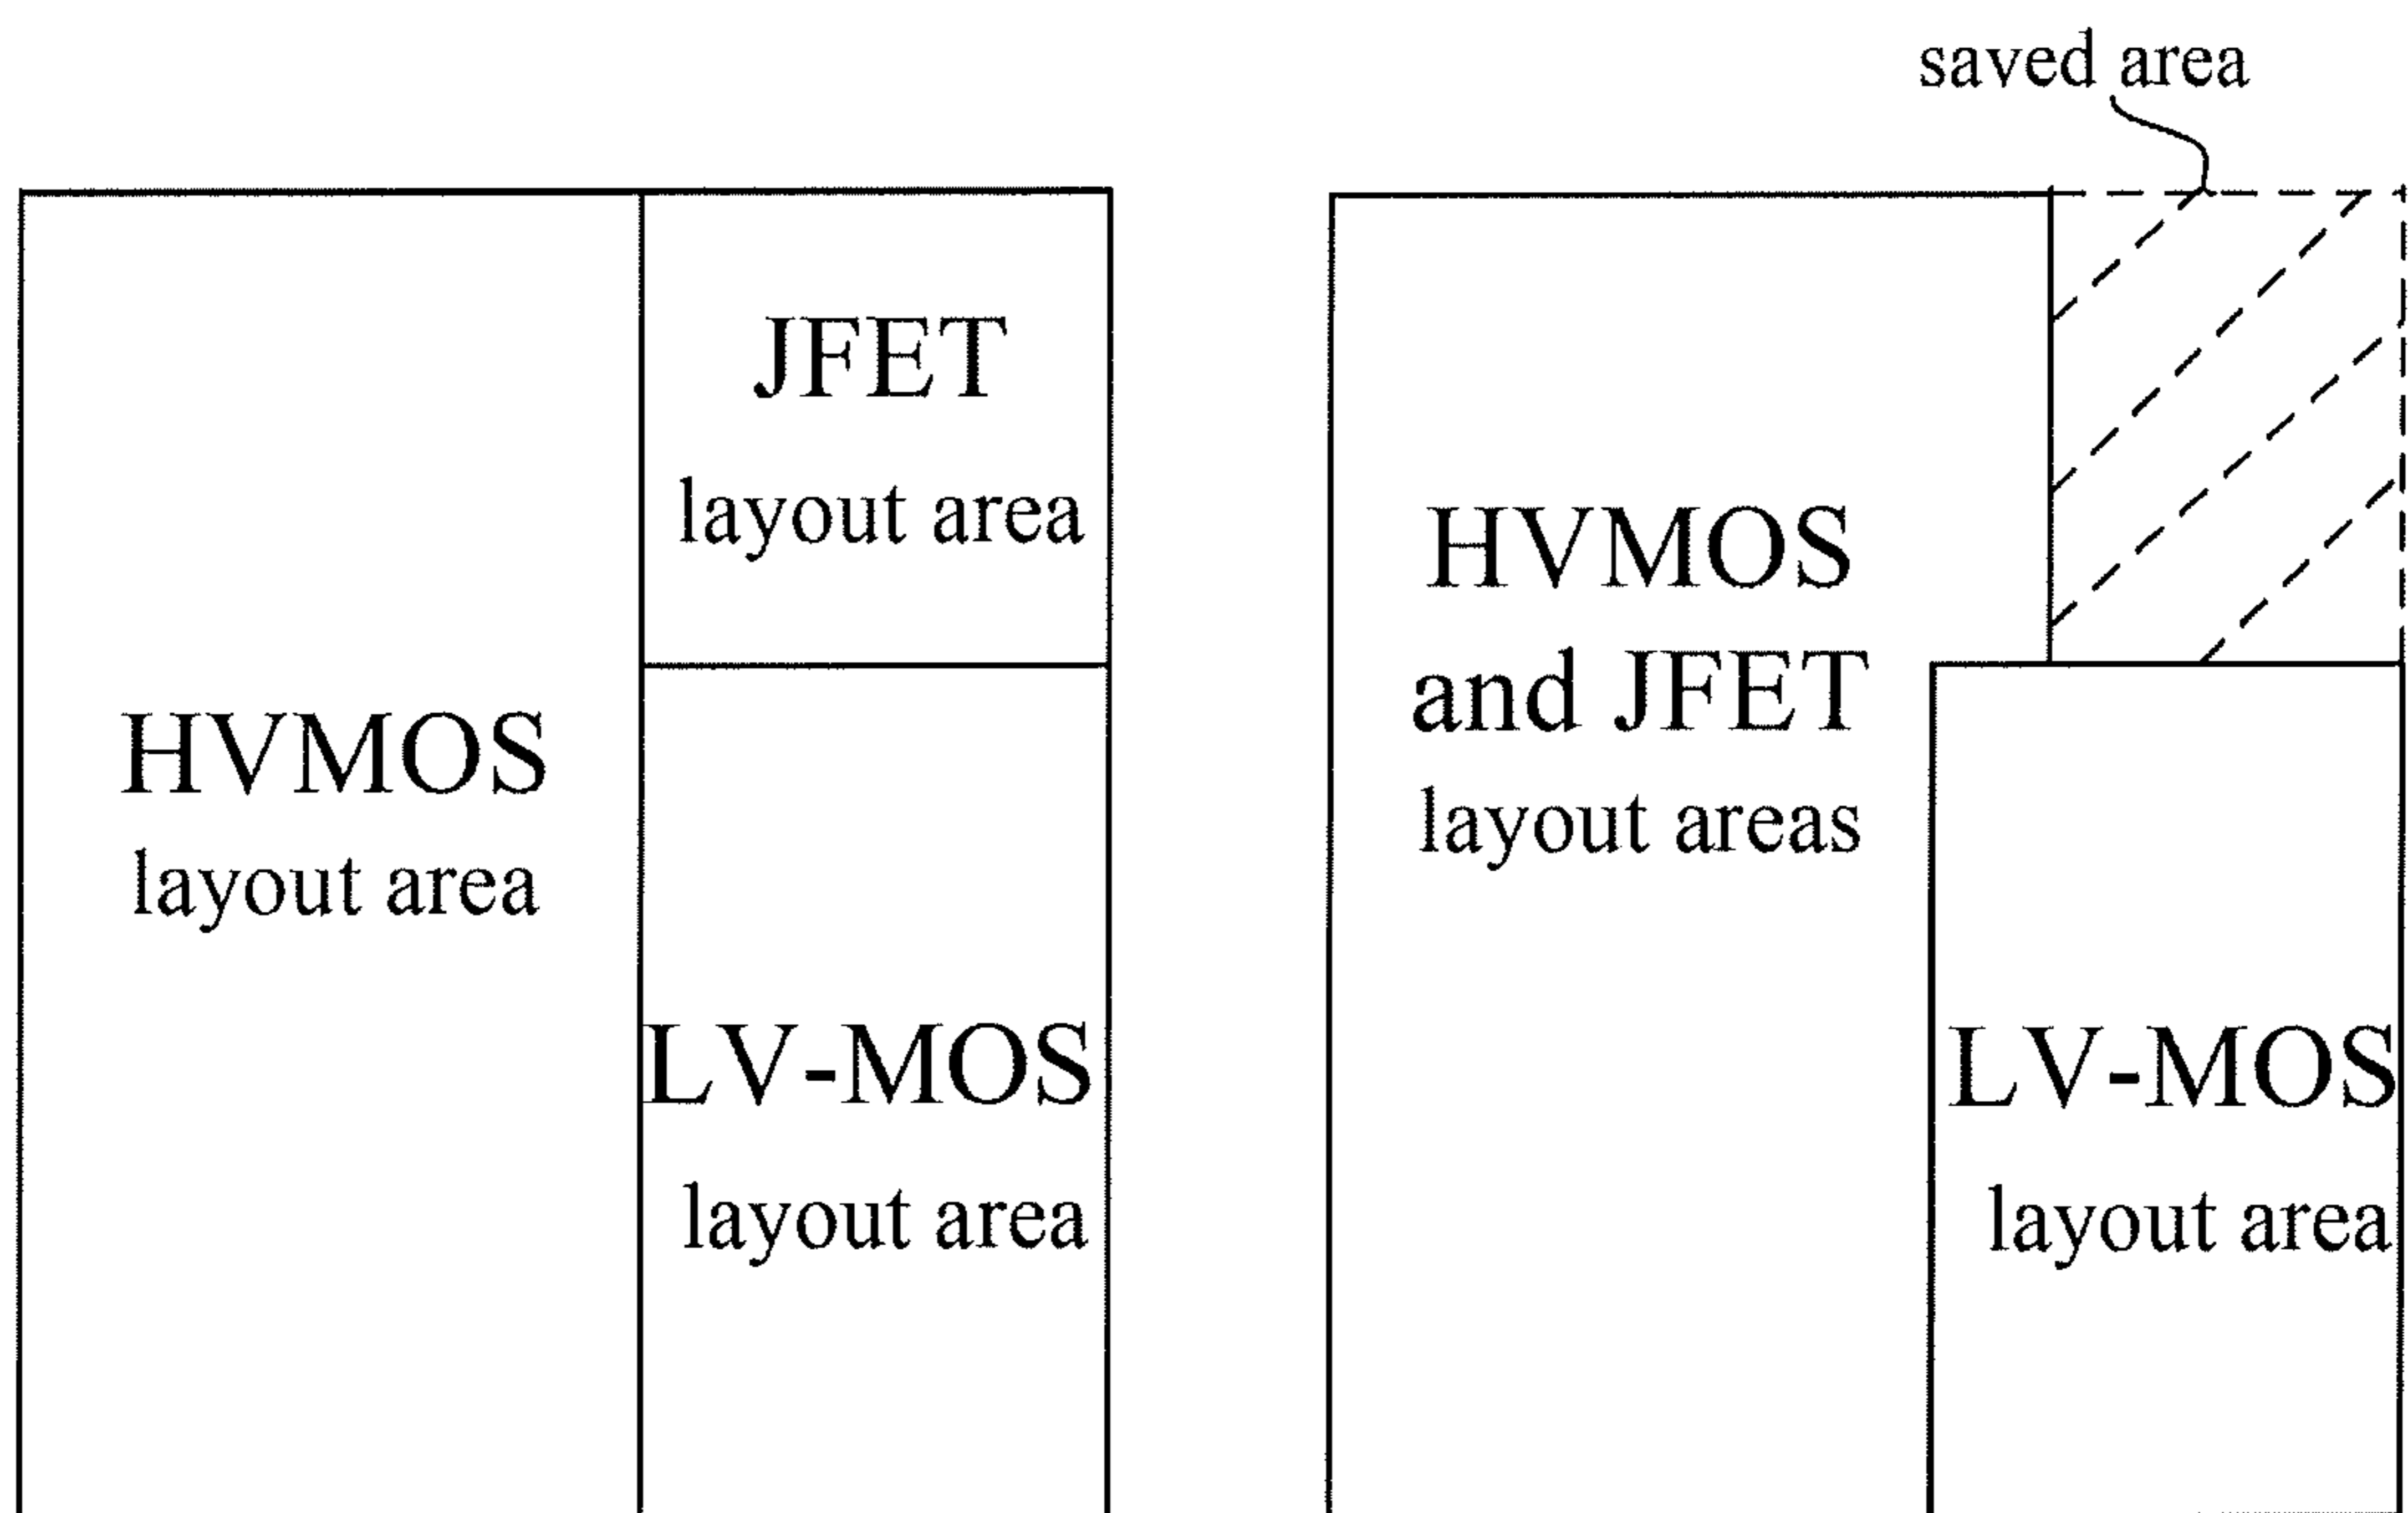 saved area
JFET
layout area
HVMOS
layout area
LV-MOS
layout area
HVMOS
and JFET
layout areas
LV-MOS
layout area